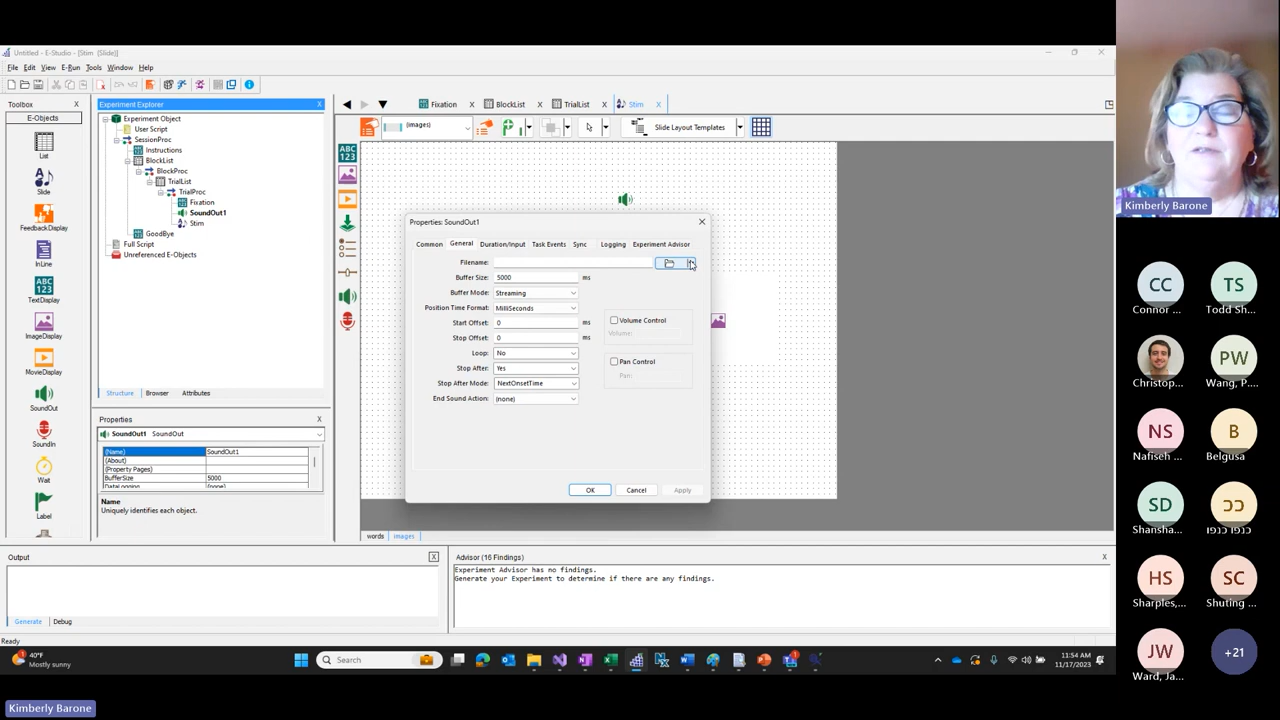 Untitled - E-Studio - [Stim: (Slide)]
File Edit View E-Run Tools Window Help
Toolbox
E-Objects
List
Slide
FeedbackDisplay
InLine
TextDisplay
ImageDisplay
MovieDisplay
SoundOut
SoundIn
Wait
Label
Experiment Explorer
Experiment Object
User Script
SessionProc
Instructions
BlockList
BlockProc
TrialList
TrialProc
Fixation
SoundOut1
Stim
GoodBye
Full Script
Unreferenced E-Objects
Structure Browser Attributes
Properties
SoundOut1 SoundOut
(Name) SoundOut1
(About)
(Property Pages)
BufferSize 5000
DataLogging (none)
Name
Uniquely identifies each object.
Fixation BlockList TrialList Stim
(images)
Slide Layout Templates
ABC
123
Properties: SoundOut1
Common General Duration/Input Task Events Sync Logging Experiment Advisor
Filename:
Buffer Size: 5000 ms
Buffer Mode: Streaming
Position Time Format: MilliSeconds
Start Offset: 0 ms
Stop Offset: 0 ms
Loop: No
Stop After: Yes
Stop After Mode: NextOnsetTime
End Sound Action: (none)
Volume Control
Volume:
Pan Control
Pan:
OK Cancel Apply
words images
Output
Generate Debug
Advisor (16 Findings)
Experiment Advisor has no findings.
Generate your Experiment to determine if there are any findings.
Ready
40°F
Mostly sunny
Search
11:54 AM
11/17/2023
Kimberly Barone
CC
Connor ...
TS
Todd Sh...
Christop...
PW
Wang, P...
NS
Nafiseh ...
B
Belgusa
SD
Shansha...
ככ
כנפו כנפו
HS
Sharples,...
SC
Shuting ...
JW
Ward, Ja...
+21
Kimberly Barone